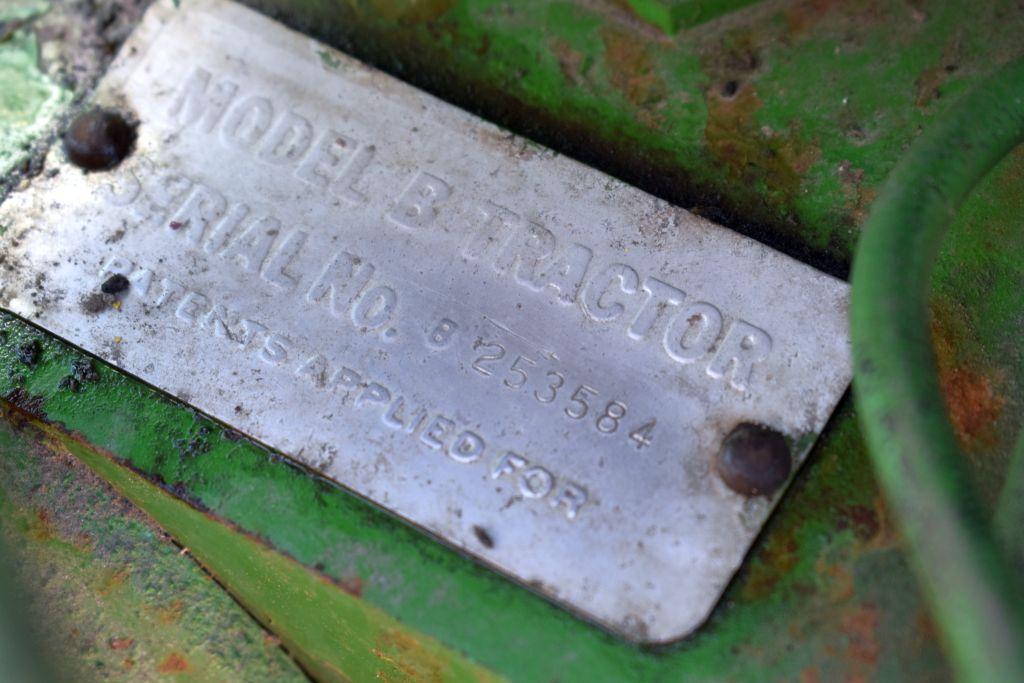 MODEL B TRACTOR
SERIAL NO. B 253584
PATENTS APPLIED FOR